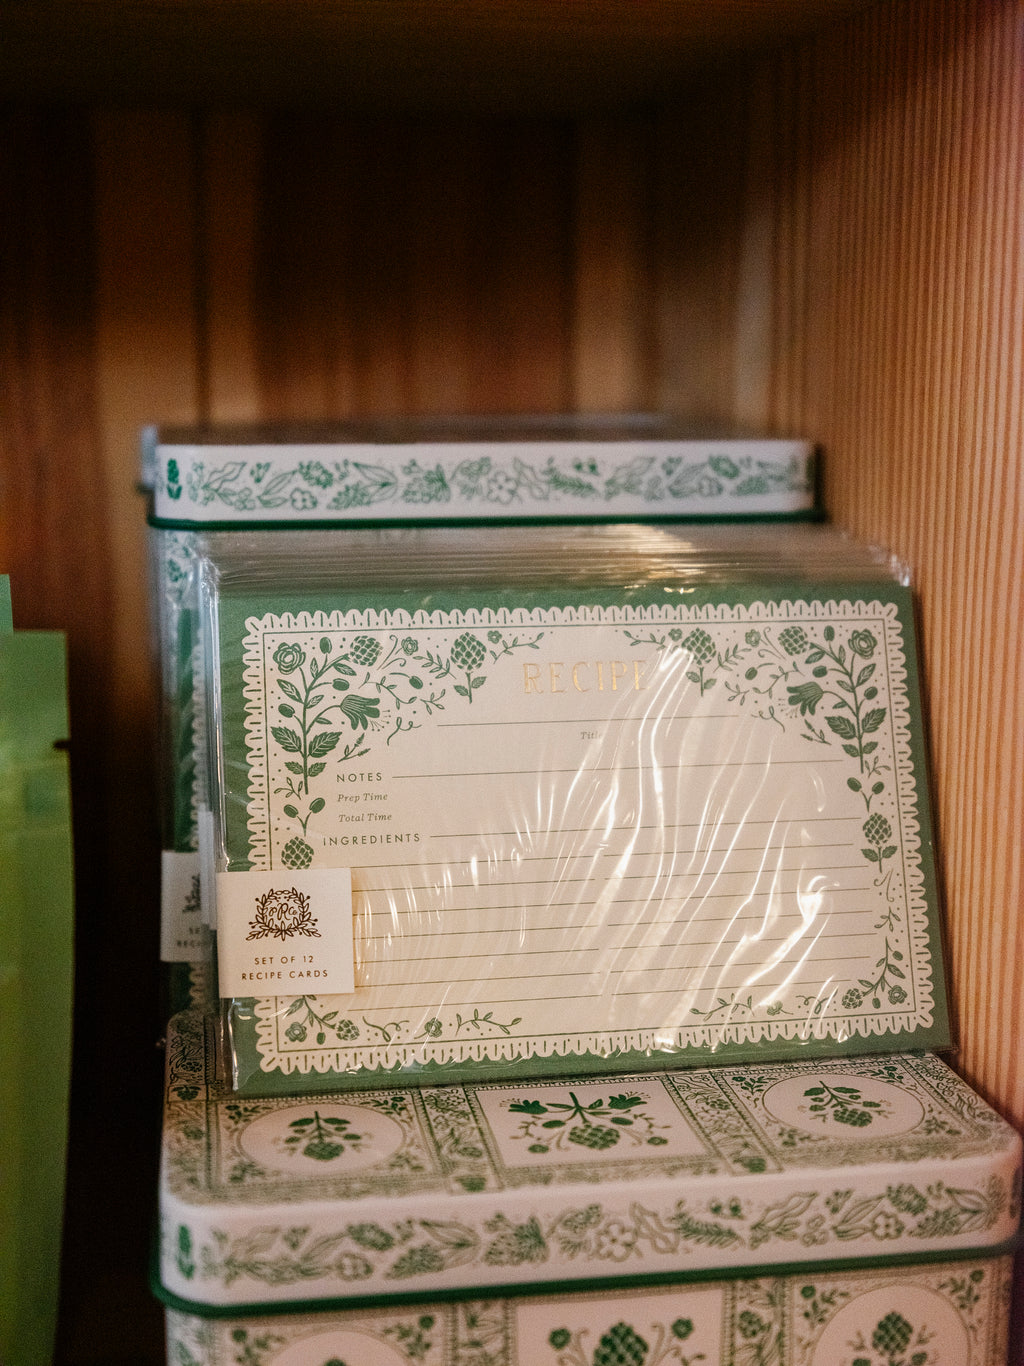 RECIPE
Title
NOTES
Prep Time
Total Time
INGREDIENTS
SET OF 12
RECIPE CARDS